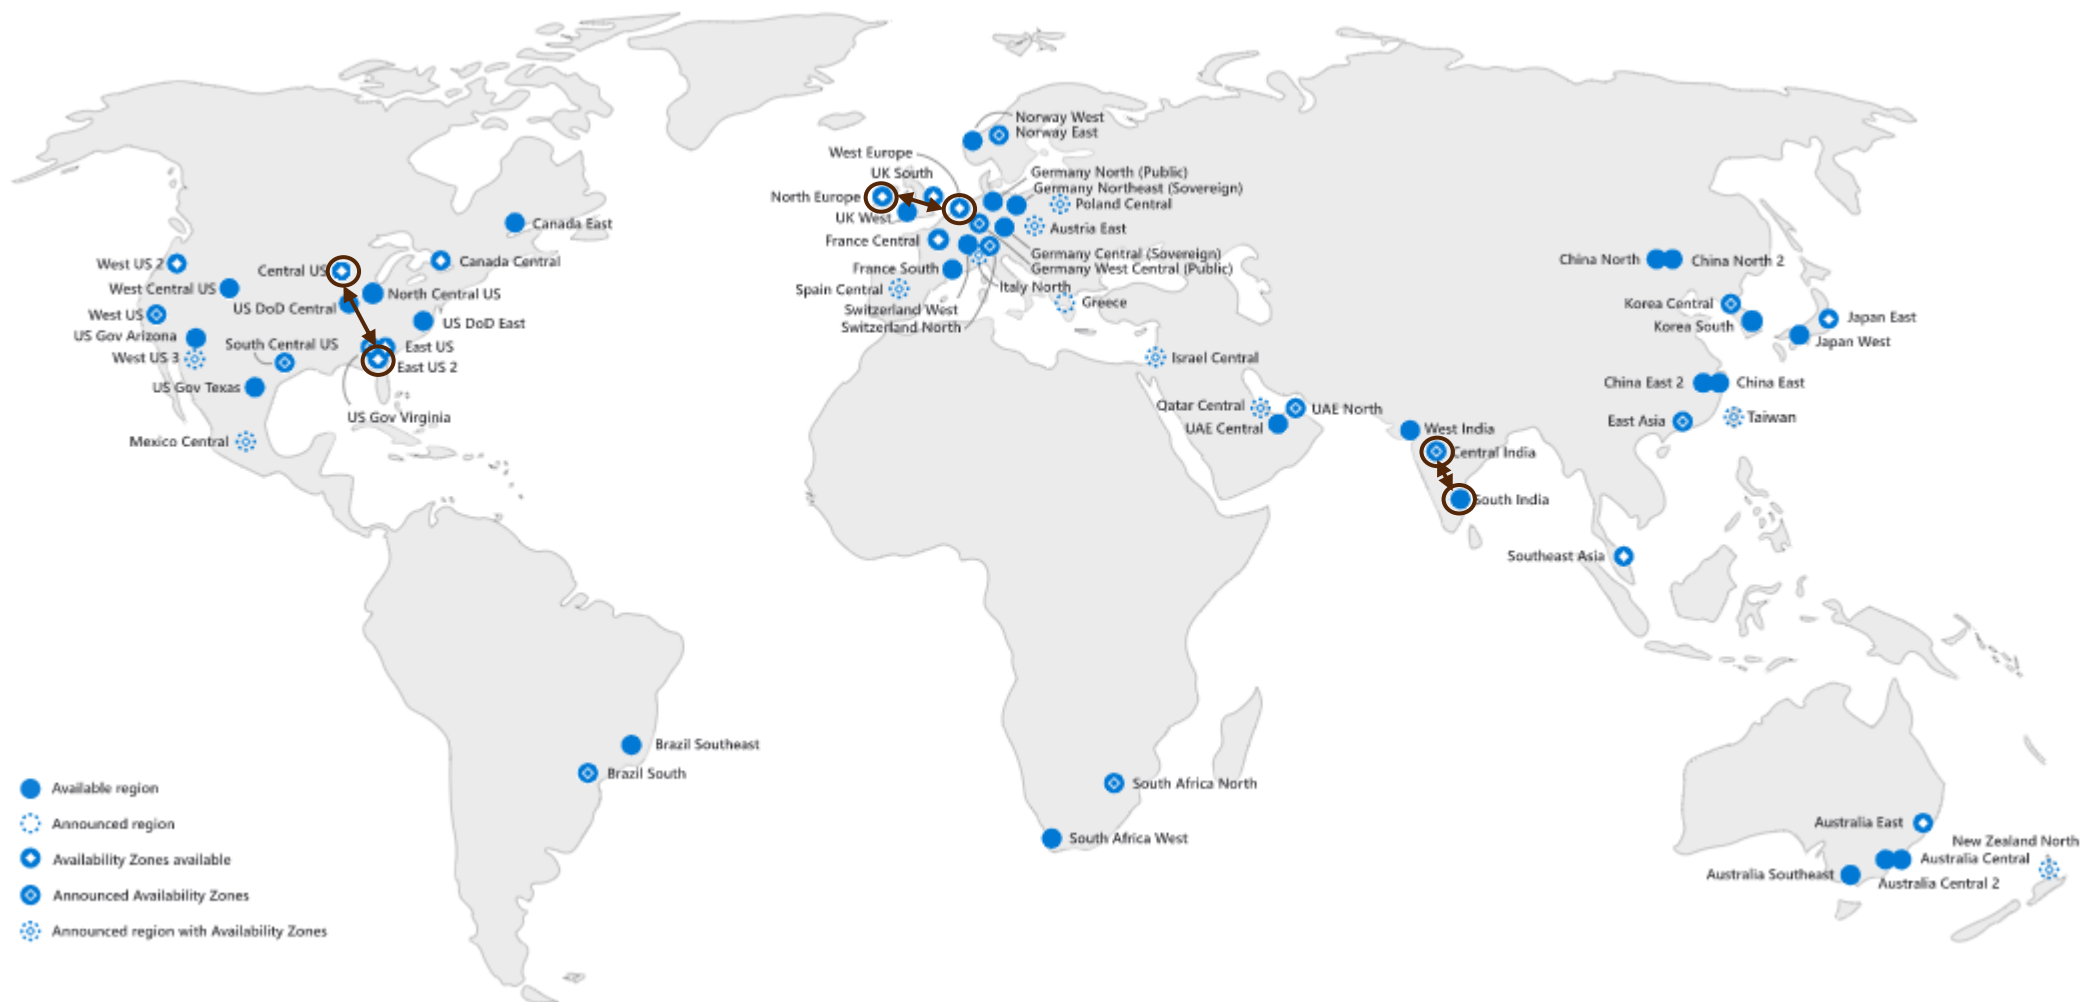 Norway West
Norway East
West Europe
UK South
Germany North (Public)
Germany Northeast (Sovereign)
North Europe
Poland Central
UK West
Austria East
France Central
Germany Central (Sovereign)
Germany West Central (Public)
France South
Italy North
Spain Central
Greece
Switzerland West
Switzerland North
Canada East
West US 2
Central US
Canada Central
West Central US
North Central US
US DoD Central
West US
US DoD East
US Gov Arizona
South Central US
East US
West US 3
East US 2
US Gov Texas
US Gov Virginia
Mexico Central
Israel Central
Qatar Central
UAE North
UAE Central
West India
Central India
South India
China North
China North 2
Korea Central
Korea South
Japan East
Japan West
China East 2
China East
East Asia
Taiwan
Southeast Asia
Brazil Southeast
Brazil South
South Africa North
South Africa West
Australia East
New Zealand North
Australia Central
Australia Southeast
Australia Central 2
Available region
Announced region
Availability Zones available
Announced Availability Zones
Announced region with Availability Zones